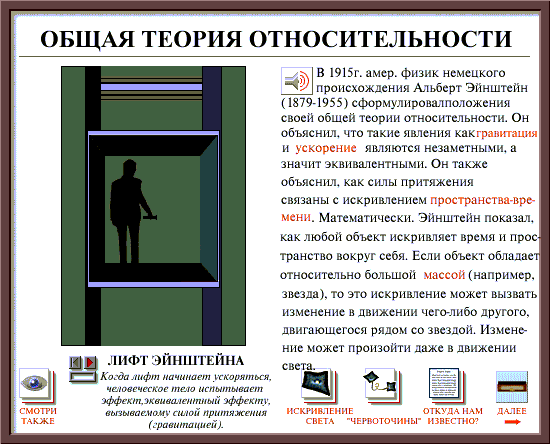 ОБЩАЯ ТЕОРИЯ ОТНОСИТЕЛЬНОСТИ
В 1915г. амер. физик немецкого
происхождения Альберт Эйнштейн
(1879-1955) сформулировалположения
своей общей теории относительности. Он
объяснил, что такие явления как гравитация
и ускорение являются незаметными, а
значит эквивалентными. Он также
объяснил, как силы притяжения
связаны с искривлением пространства-вре-
мени. Математически. Эйнштейн показал,
как любой объект искривляет время и прос-
транство вокруг себя. Если объект обладает
относительно большой массой (например,
звезда), то это искривление может вызвать
изменение в движении чего-либо другого,
двигающегося рядом со звездой. Измене-
ние может произойти даже в движении
света.
ЛИФТ ЭЙНШТЕЙНА
Когда лифт начинает ускоряться,
человеческое тело испытывает
эффект,эквивалентный эффекту,
вызываемому силой притяжения
(гравитацией).
СМОТРИ
ТАКЖЕ
ИСКРИВЛЕНИЕ
СВЕТА
"ЧЕРВОТОЧИНЫ"
ОТКУДА НАМ
ИЗВЕСТНО?
ДАЛЕЕ